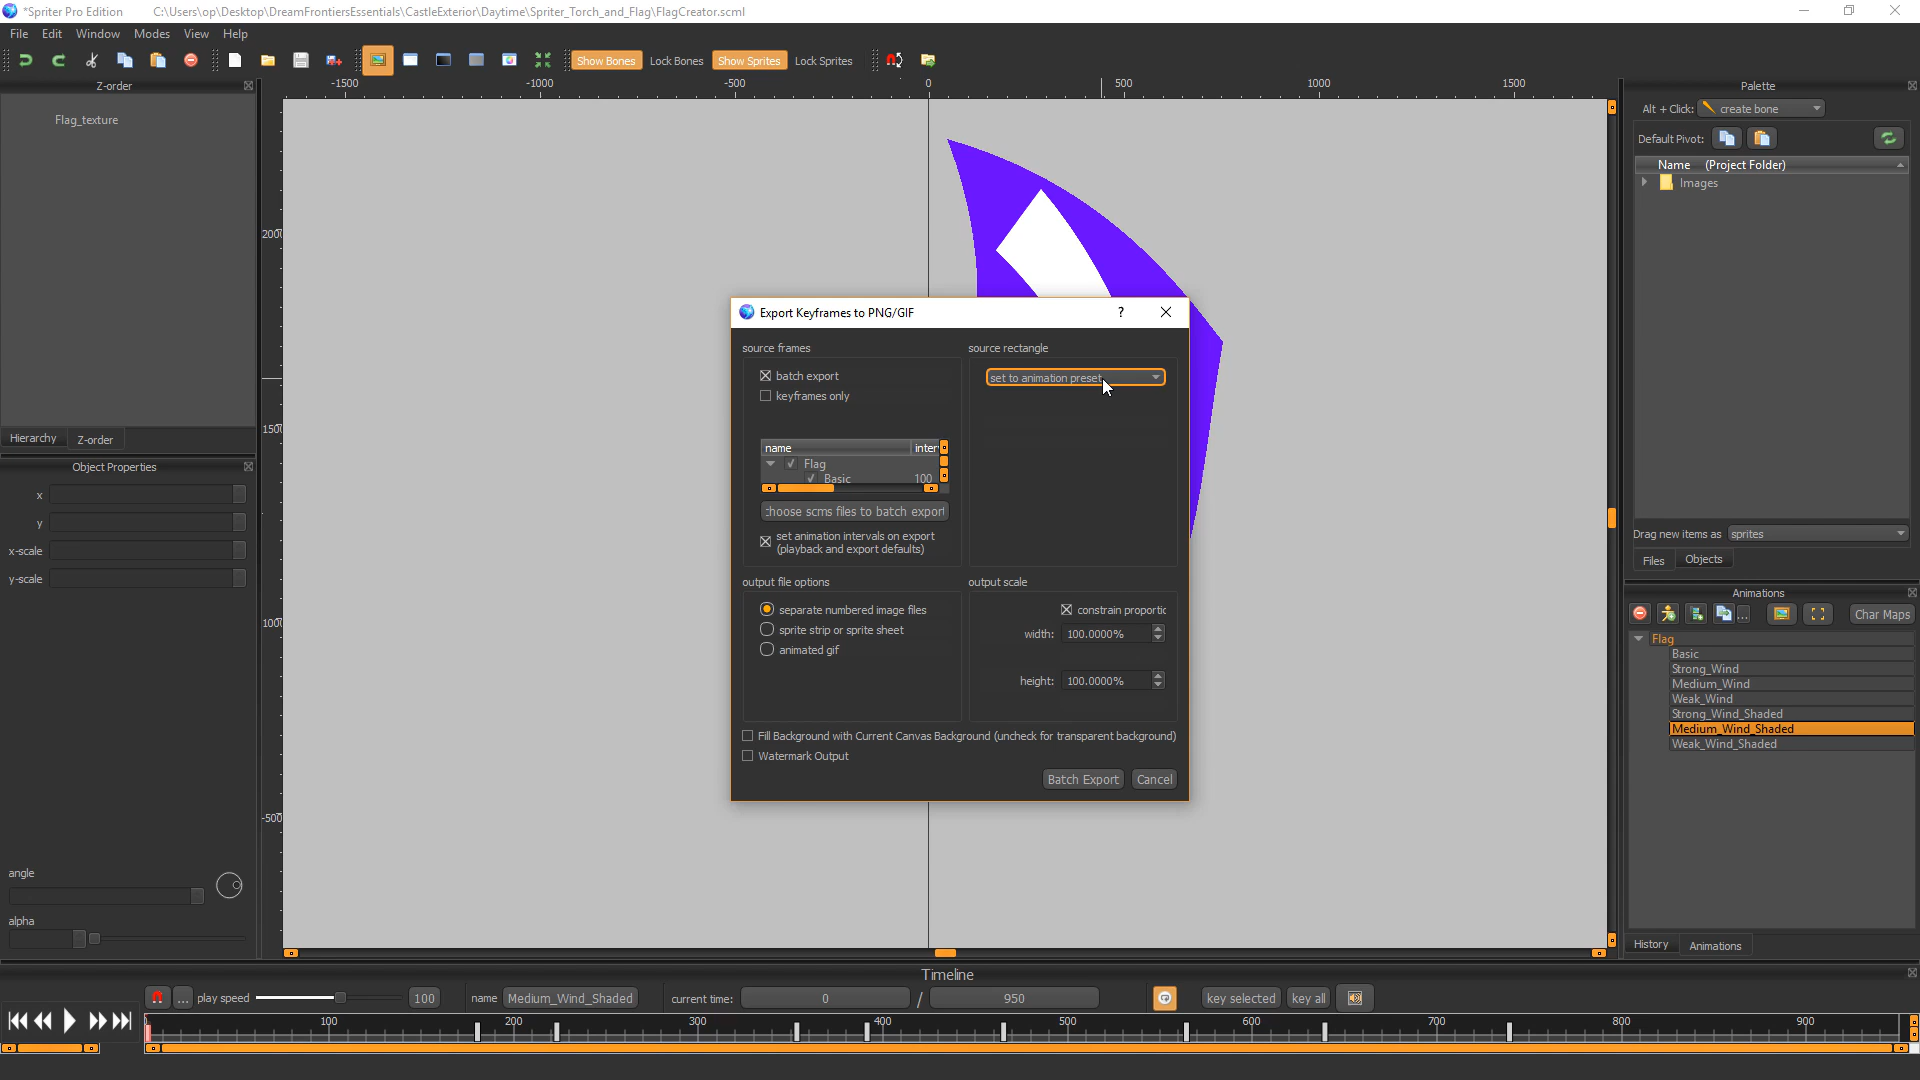 *Spriter Pro Edition C:\Users\op\Desktop\DreamFrontiersEssentials\CastleExterior\Daytime\Spriter_Torch_and_Flag\FlagCreator.scml
File Edit Window Modes View Help
Show Bones Lock Bones Show Sprites Lock Sprites
Z-order
Flag_texture
Hierarchy Z-order
Object Properties
x
y
x-scale
y-scale
angle
alpha
-1500 -1000 -500 0 500 1000 1500
2000
1500
1000
-500
Export Keyframes to PNG/GIF ?
source frames
batch export
keyframes only
name inter
Flag
Basic 100
choose scms files to batch export
set animation intervals on export
(playback and export defaults)
source rectangle
set to animation preset
output file options
separate numbered image files
sprite strip or sprite sheet
animated gif
output scale
constrain proportic
width: 100.0000%
height: 100.0000%
Fill Background with Current Canvas Background (uncheck for transparent background)
Watermark Output
Batch Export Cancel
Palette
Alt + Click: create bone
Default Pivot:
Name (Project Folder)
Images
Drag new items as sprites
Files Objects
Animations
... Char Maps
Flag
Basic
Strong_Wind
Medium_Wind
Weak_Wind
Strong_Wind_Shaded
Medium_Wind_Shaded
Weak_Wind_Shaded
History Animations
Timeline
... play speed 100 name Medium_Wind_Shaded current time: 0 / 950 key selected key all
100 200 300 400 500 600 700 800 900